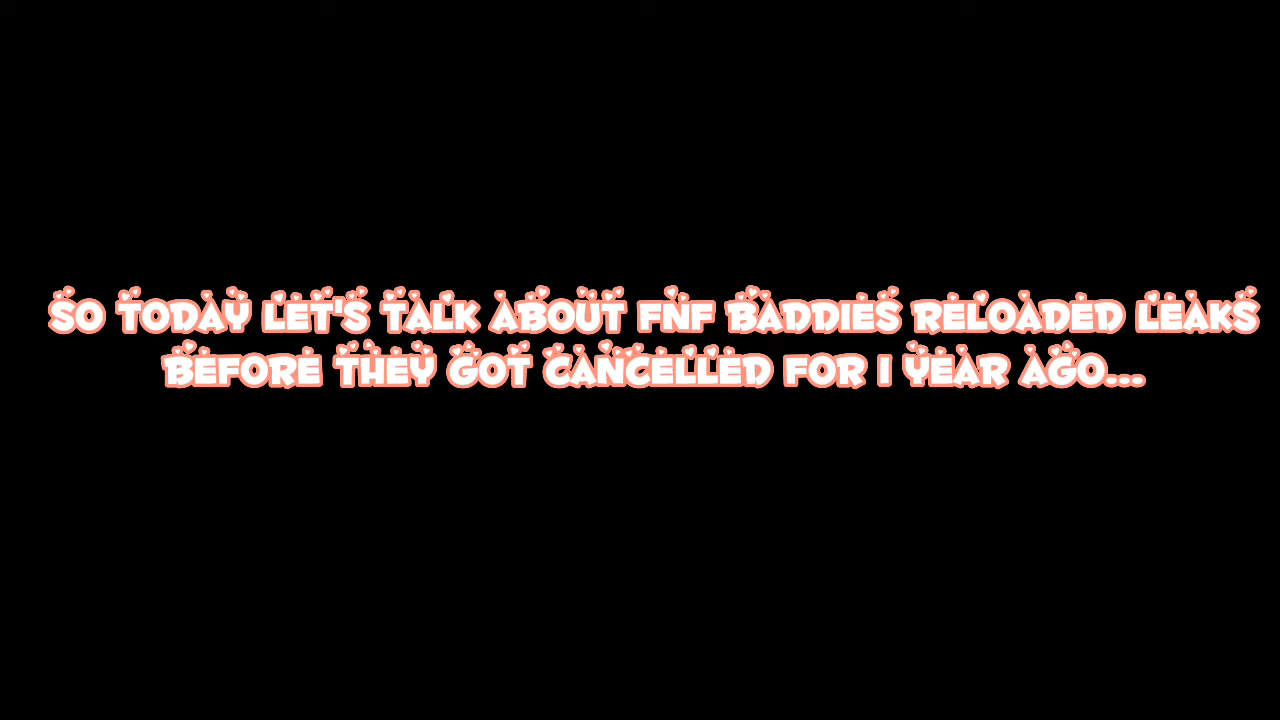 SO TODAY LET'S TALK ABOUT FNF BADDIES RELOADED LEAKS
BEFORE THEY GOT CANCELLED FOR 1 YEAR AGO...